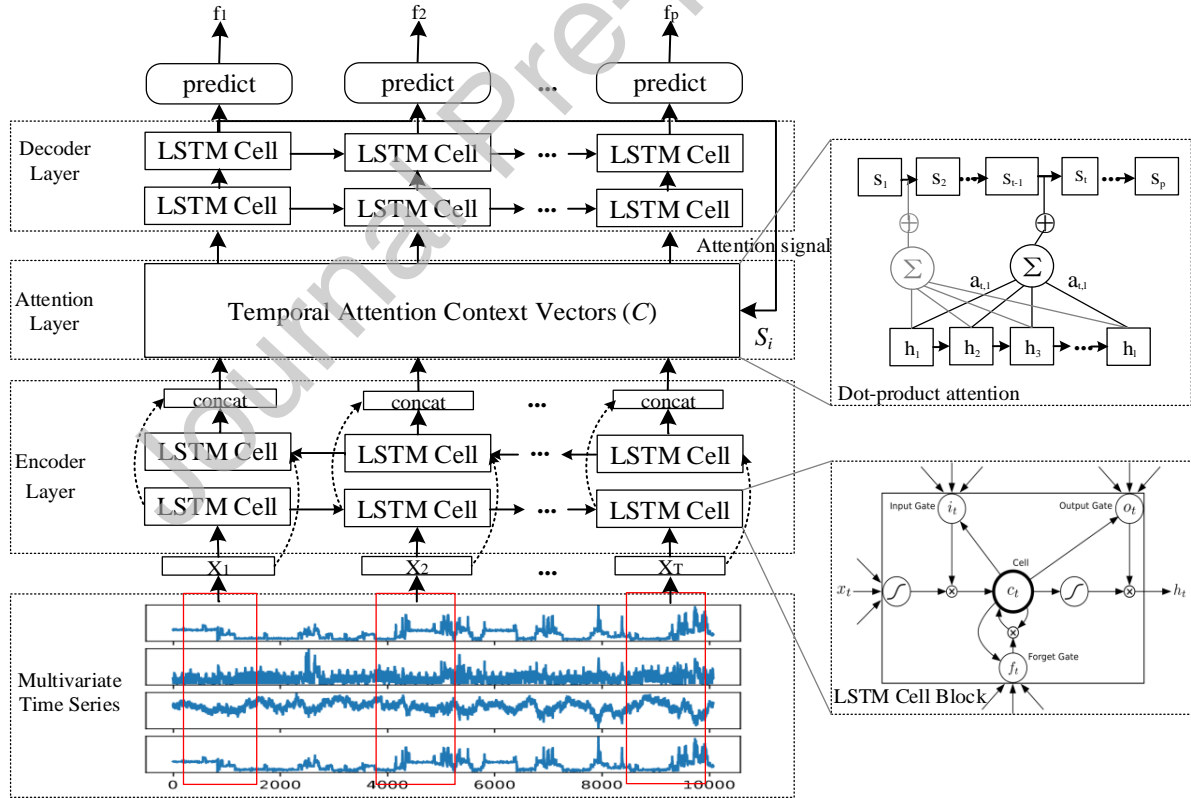 f1 f2 fp
predict predict ... predict
Decoder
Layer
LSTM Cell LSTM Cell ... LSTM Cell
LSTM Cell LSTM Cell ... LSTM Cell
Attention signal
Attention
Layer
Temporal Attention Context Vectors (C)
Si
Encoder
Layer
concat concat ... concat
LSTM Cell LSTM Cell ... LSTM Cell
LSTM Cell LSTM Cell ... LSTM Cell
X1 X2 ... XT
Multivariate
Time Series
0 2000 4000 6000 8000 10000
s1 s2 ... st-1 st ... sp
⊕ ⊕
Σ Σ
at,1 at,1
h1 h2 h3 ... hl
Dot-product attention
Input Gate it Output Gate ot
Cell
xt ct ht
Forget Gate
ft
LSTM Cell Block
Journal Pre-